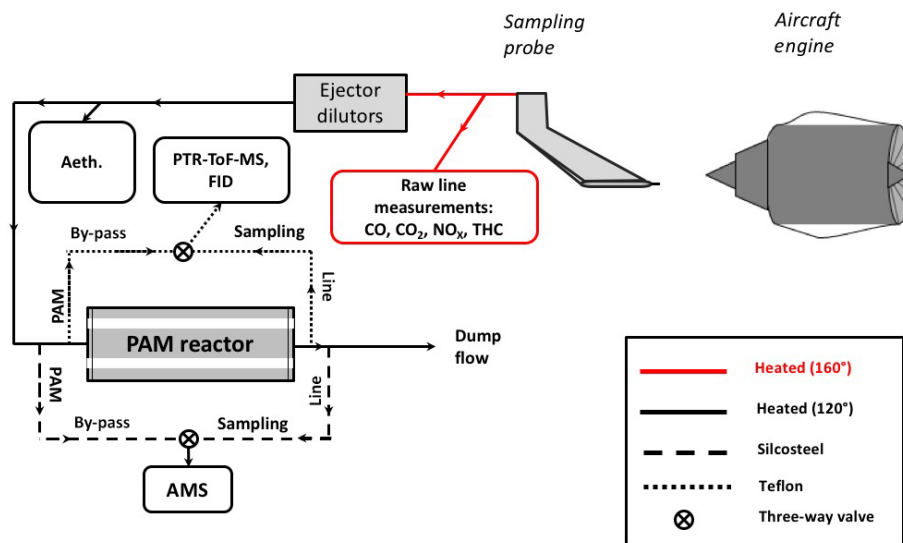 Sampling
probe
Aircraft
engine
Ejector
dilutors
Aeth.
PTR-ToF-MS,
FID
Raw line
measurements:
CO, CO₂, NOₓ, THC
By-pass
Sampling
PAM
Line
PAM reactor
Dump
flow
PAM
Line
By-pass
Sampling
AMS
Heated (160°)
Heated (120°)
Silcosteel
Teflon
Three-way valve